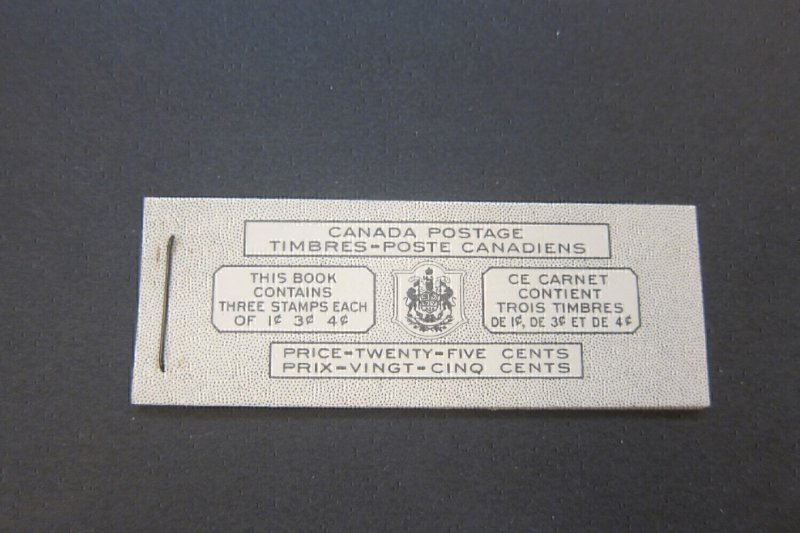 CANADA POSTAGE
TIMBRES-POSTE CANADIENS
THIS BOOK
CONTAINS
THREE STAMPS EACH
OF 1¢ 3¢ 4¢
CE CARNET
CONTIENT
TROIS TIMBRES
DE 1¢, DE 3¢ ET DE 4¢
PRICE-TWENTY-FIVE CENTS
PRIX-VINGT-CINQ CENTS